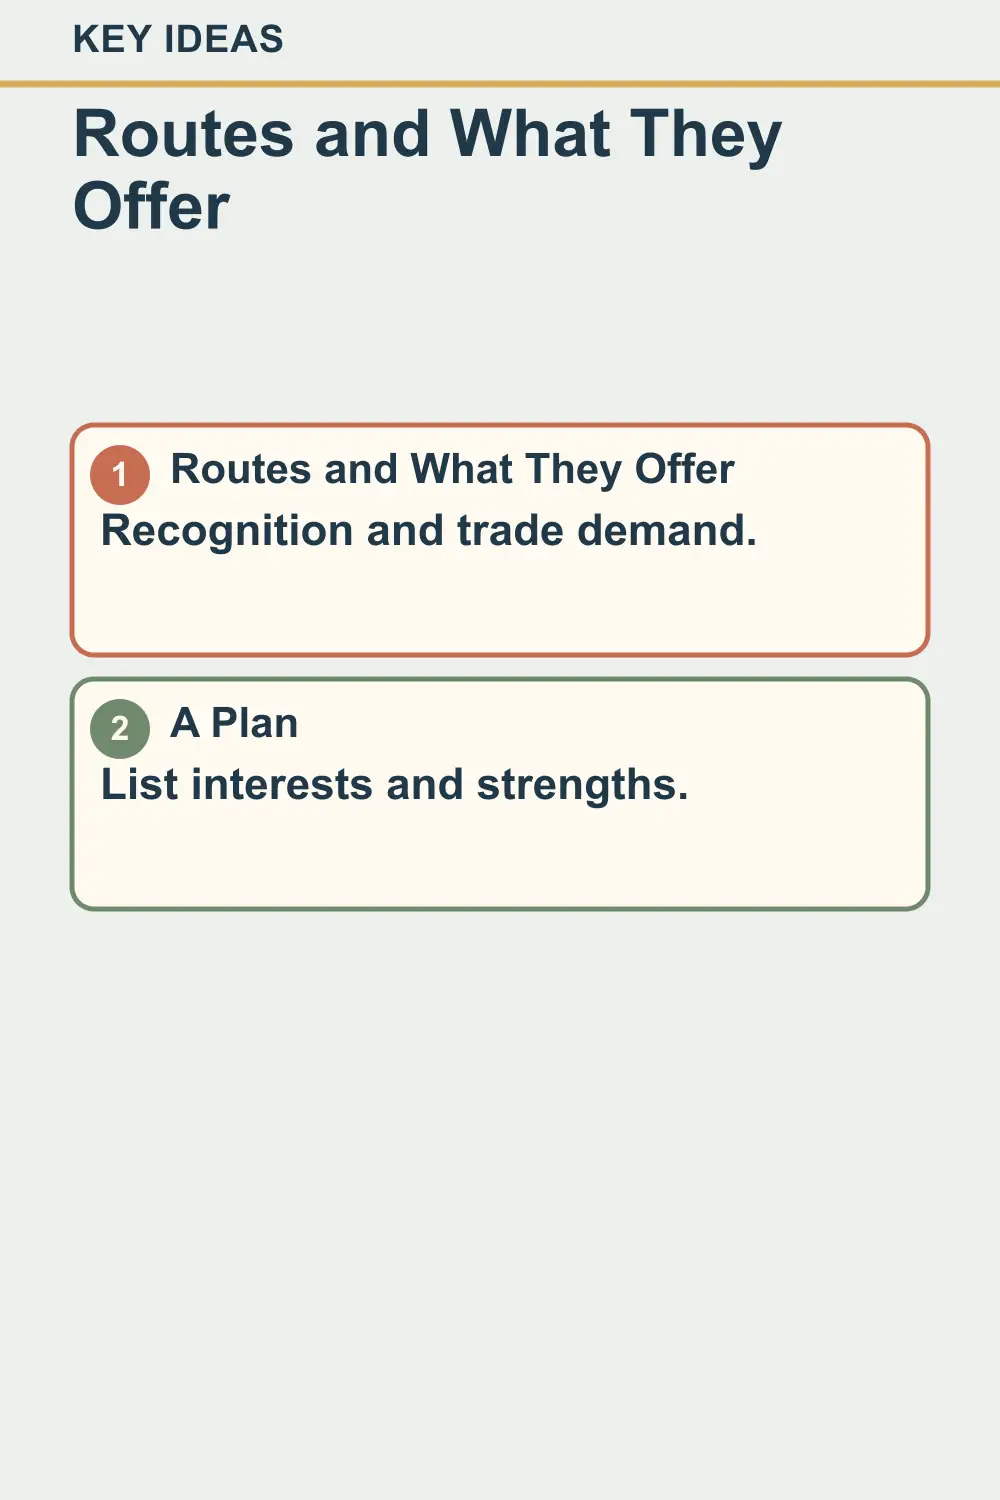 KEY IDEAS
Routes and What They
Offer
1 Routes and What They Offer
Recognition and trade demand.
2 A Plan
List interests and strengths.